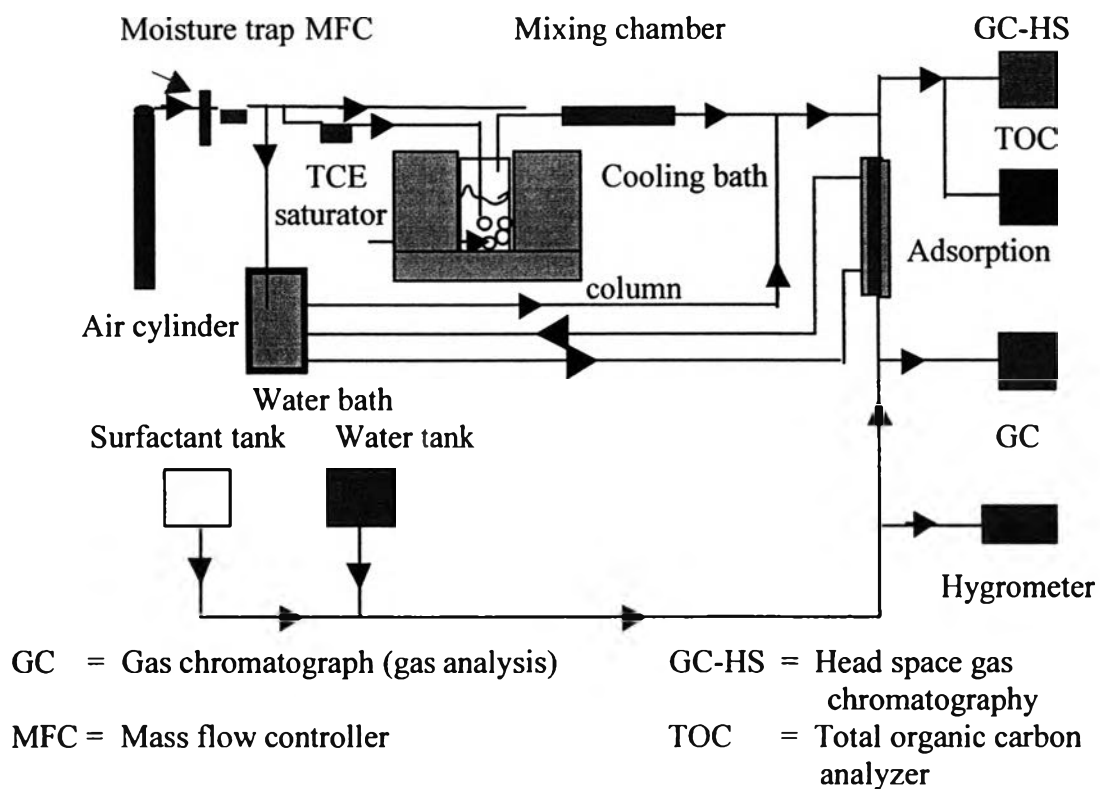 Moisture trap MFC
Mixing chamber
GC-HS
TCE
saturator
Cooling bath
TOC
Adsorption
column
Air cylinder
Water bath
Surfactant tank
Water tank
GC
Hygrometer
GC = Gas chromatograph (gas analysis)
GC-HS = Head space gas
chromatography
MFC = Mass flow controller
TOC = Total organic carbon
analyzer